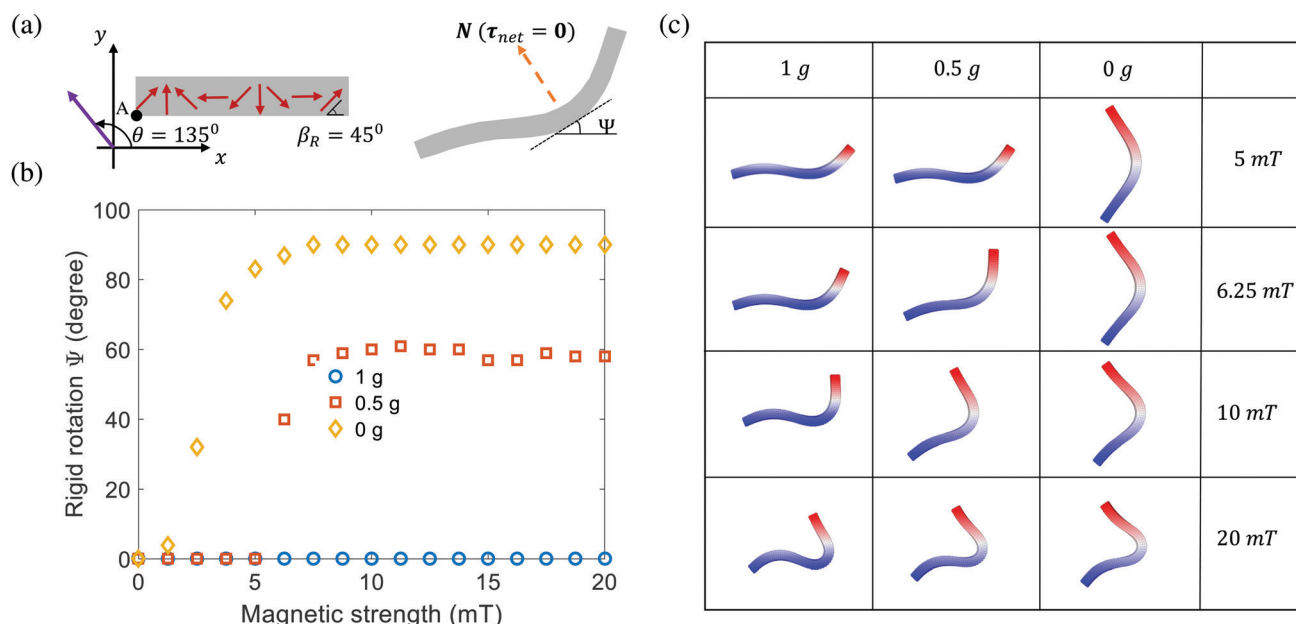 (a)
y
A
θ = 135⁰
x
β_R = 45⁰
N (τ_net = 0)
Ψ
(b)
100
80
60
40
20
0
Rigid rotation Ψ (degree)
1 g
0.5 g
0 g
0
5
10
15
20
Magnetic strength (mT)
(c)
1 g
0.5 g
0 g
5 mT
6.25 mT
10 mT
20 mT